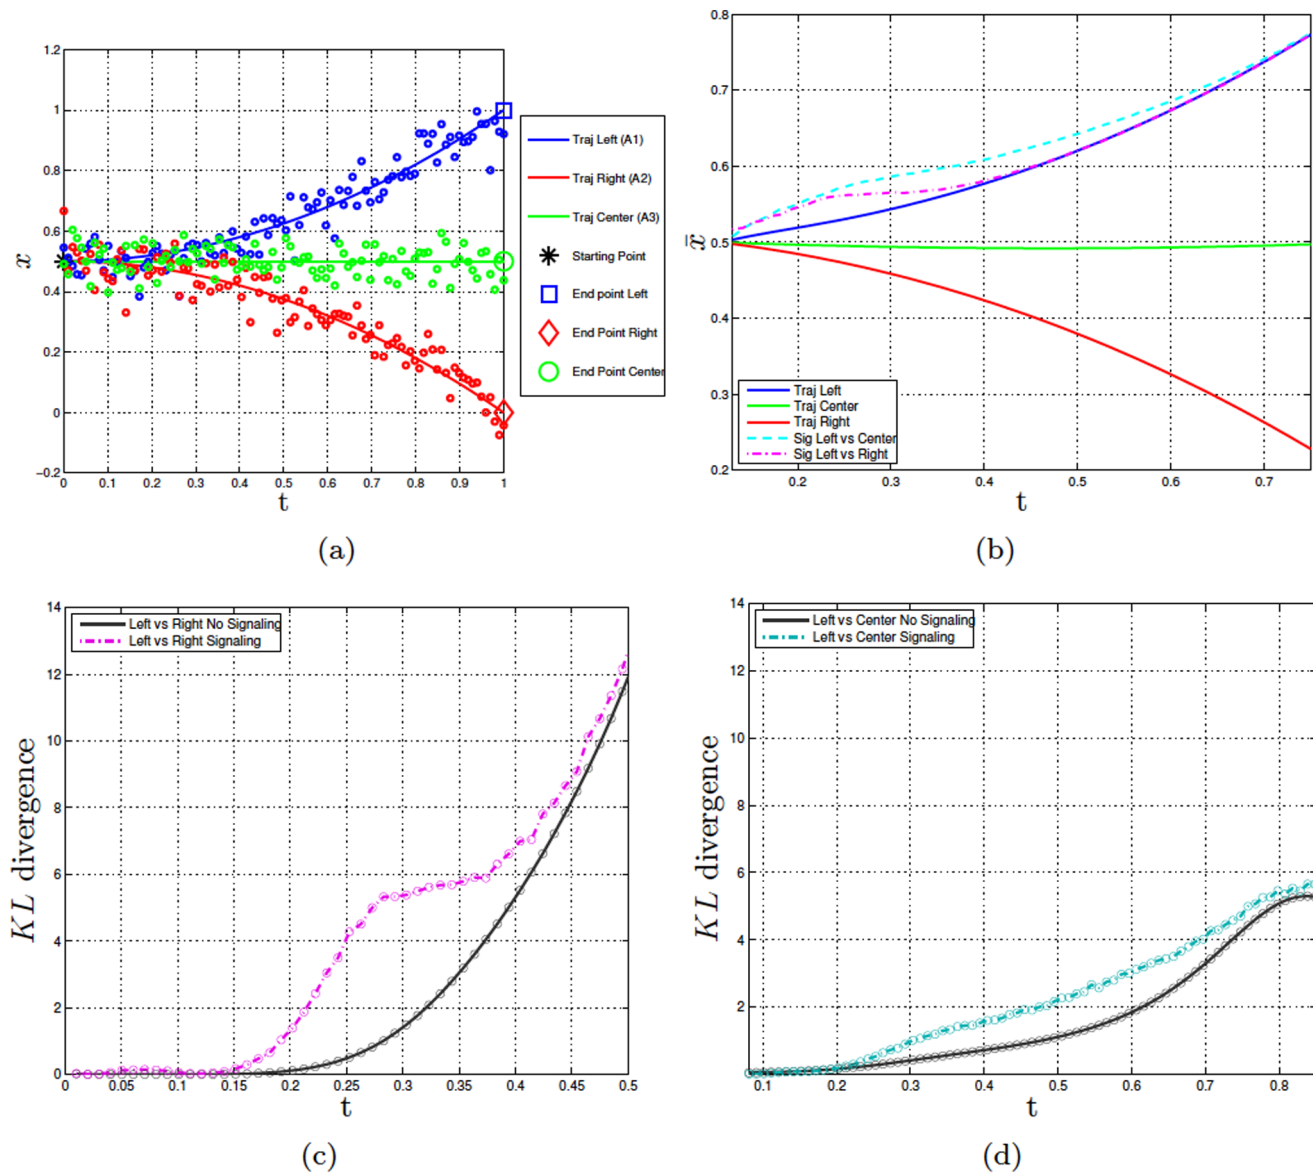 1.2
1
0.8
0.6
0.4
0.2
0
−0.2
x
0
0.1
0.2
0.3
0.4
0.5
0.6
0.7
0.8
0.9
1
t
Traj Left (A1)
Traj Right (A2)
Traj Center (A3)
Starting Point
End point Left
End Point Right
End Point Center
(a)
0.8
0.7
0.6
0.5
0.4
0.3
0.2
x̄
Traj Left
Traj Center
Traj Right
Sig Left vs Center
Sig Left vs Right
0.2
0.3
0.4
0.5
0.6
0.7
t
(b)
14
12
10
8
6
4
2
0
KL divergence
Left vs Right No Signaling
Left vs Right Signaling
0
0.05
0.1
0.15
0.2
0.25
0.3
0.35
0.4
0.45
0.5
t
(c)
14
12
10
8
6
4
2
KL divergence
Left vs Center No Signaling
Left vs Center Signaling
0.1
0.2
0.3
0.4
0.5
0.6
0.7
0.8
t
(d)